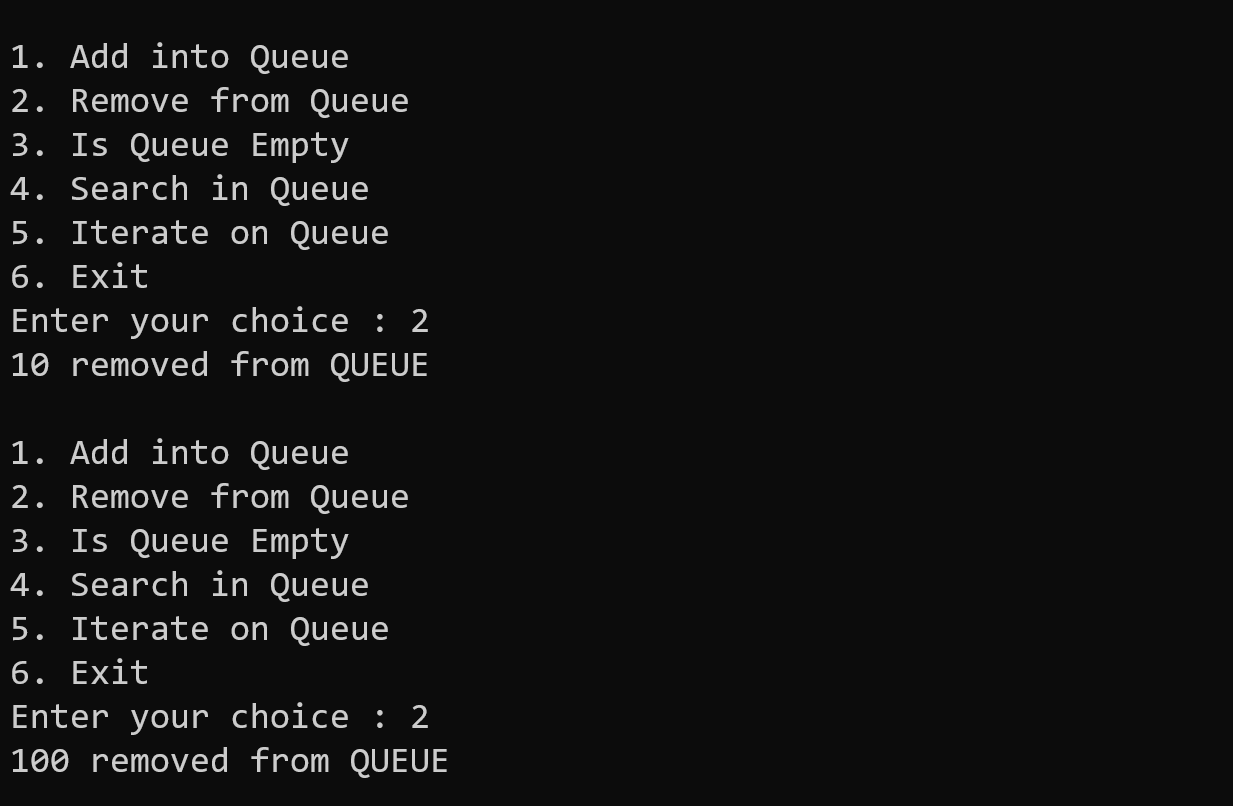 1. Add into Queue
2. Remove from Queue
3. Is Queue Empty
4. Search in Queue
5. Iterate on Queue
6. Exit
Enter your choice : 2
10 removed from QUEUE
1. Add into Queue
2. Remove from Queue
3. Is Queue Empty
4. Search in Queue
5. Iterate on Queue
6. Exit
Enter your choice : 2
100 removed from QUEUE